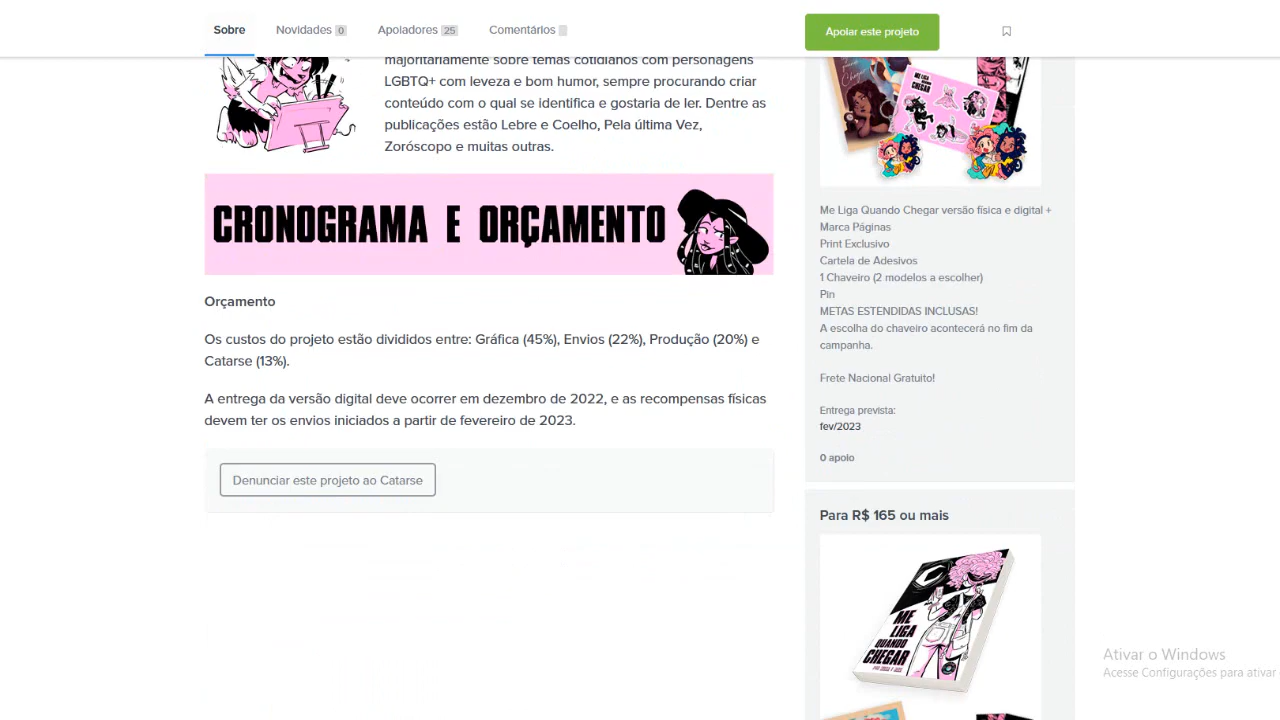 Sobre Novidades 0 Apoiadores 25 Comentários Apoiar este projeto
majoritariamente sobre temas cotidianos com personagens
LGBTQ+ com leveza e bom humor, sempre procurando criar
conteúdo com o qual se identifica e gostaria de ler. Dentre as
publicações estão Lebre e Coelho, Pela última Vez,
Zoróscopo e muitas outras.
CRONOGRAMA E ORÇAMENTO
Orçamento
Os custos do projeto estão divididos entre: Gráfica (45%), Envios (22%), Produção (20%) e
Catarse (13%).
A entrega da versão digital deve ocorrer em dezembro de 2022, e as recompensas físicas
devem ter os envios iniciados a partir de fevereiro de 2023.
Denunciar este projeto ao Catarse
ME LIGA
QUANDO
CHEGAR
Me Liga Quando Chegar versão física e digital +
Marca Páginas
Print Exclusivo
Cartela de Adesivos
1 Chaveiro (2 modelos a escolher)
Pin
METAS ESTENDIDAS INCLUSAS!
A escolha do chaveiro acontecerá no fim da
campanha.
Frete Nacional Gratuito!
Entrega prevista:
fev/2023
0 apoio
Para R$ 165 ou mais
ME
LIGA
QUANDO
CHEGAR
Ativar o Windows
Acesse Configurações para ativar